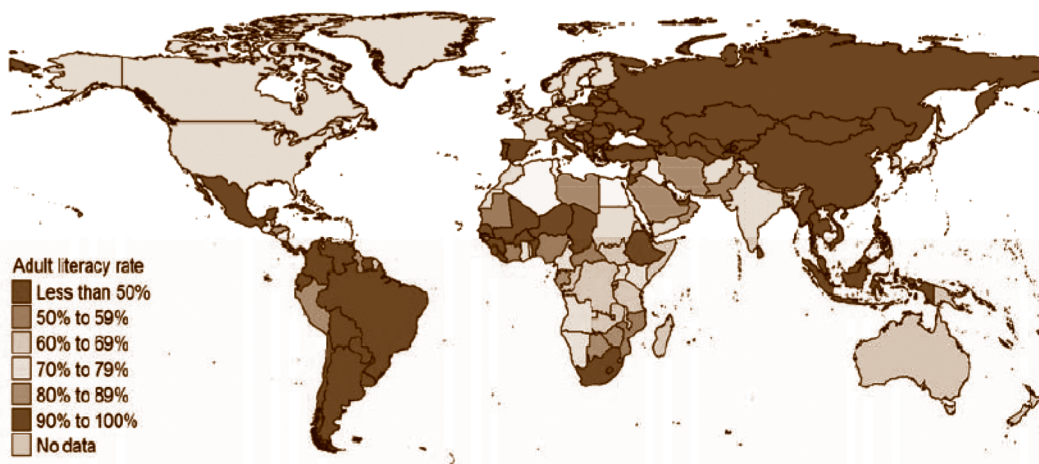 Adult literacy rate
Less than 50%
50% to 59%
60% to 69%
70% to 79%
80% to 89%
90% to 100%
No data